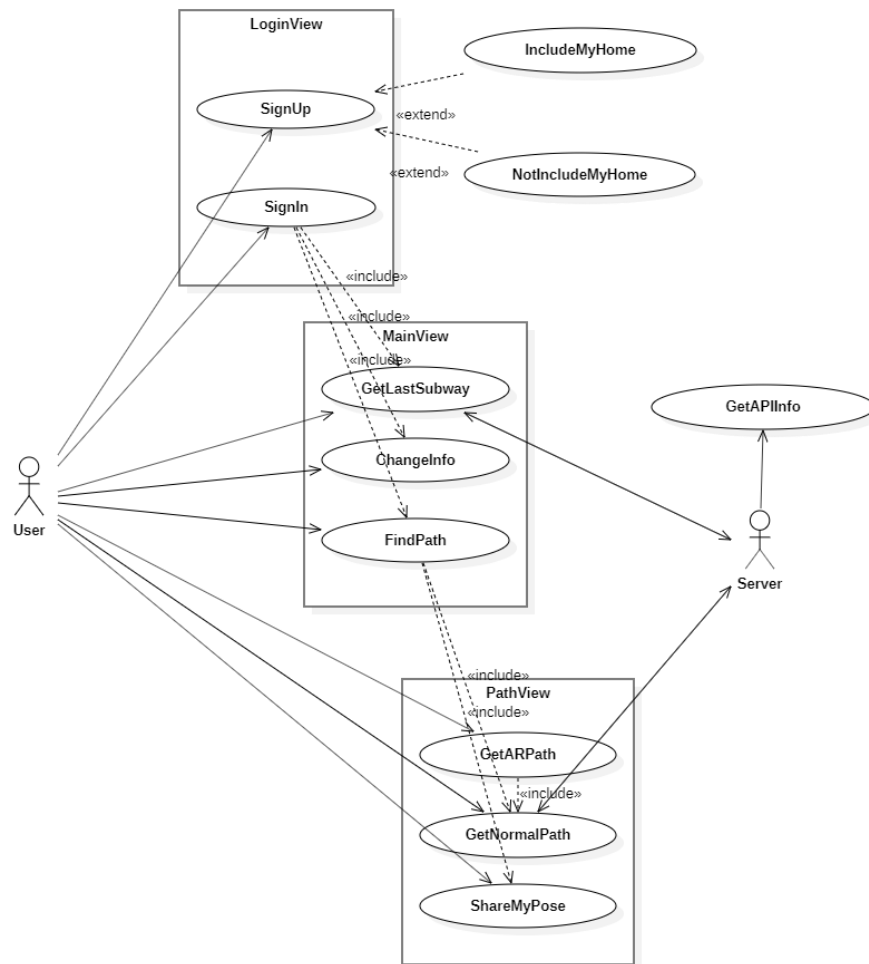 LoginView
IncludeMyHome
SignUp
«extend»
«extend»
NotIncludeMyHome
SignIn
«include»
«include»
MainView
«include»
GetLastSubway
GetAPIInfo
ChangeInfo
FindPath
User
Server
«include»
PathView
«include»
GetARPath
«include»
GetNormalPath
ShareMyPose